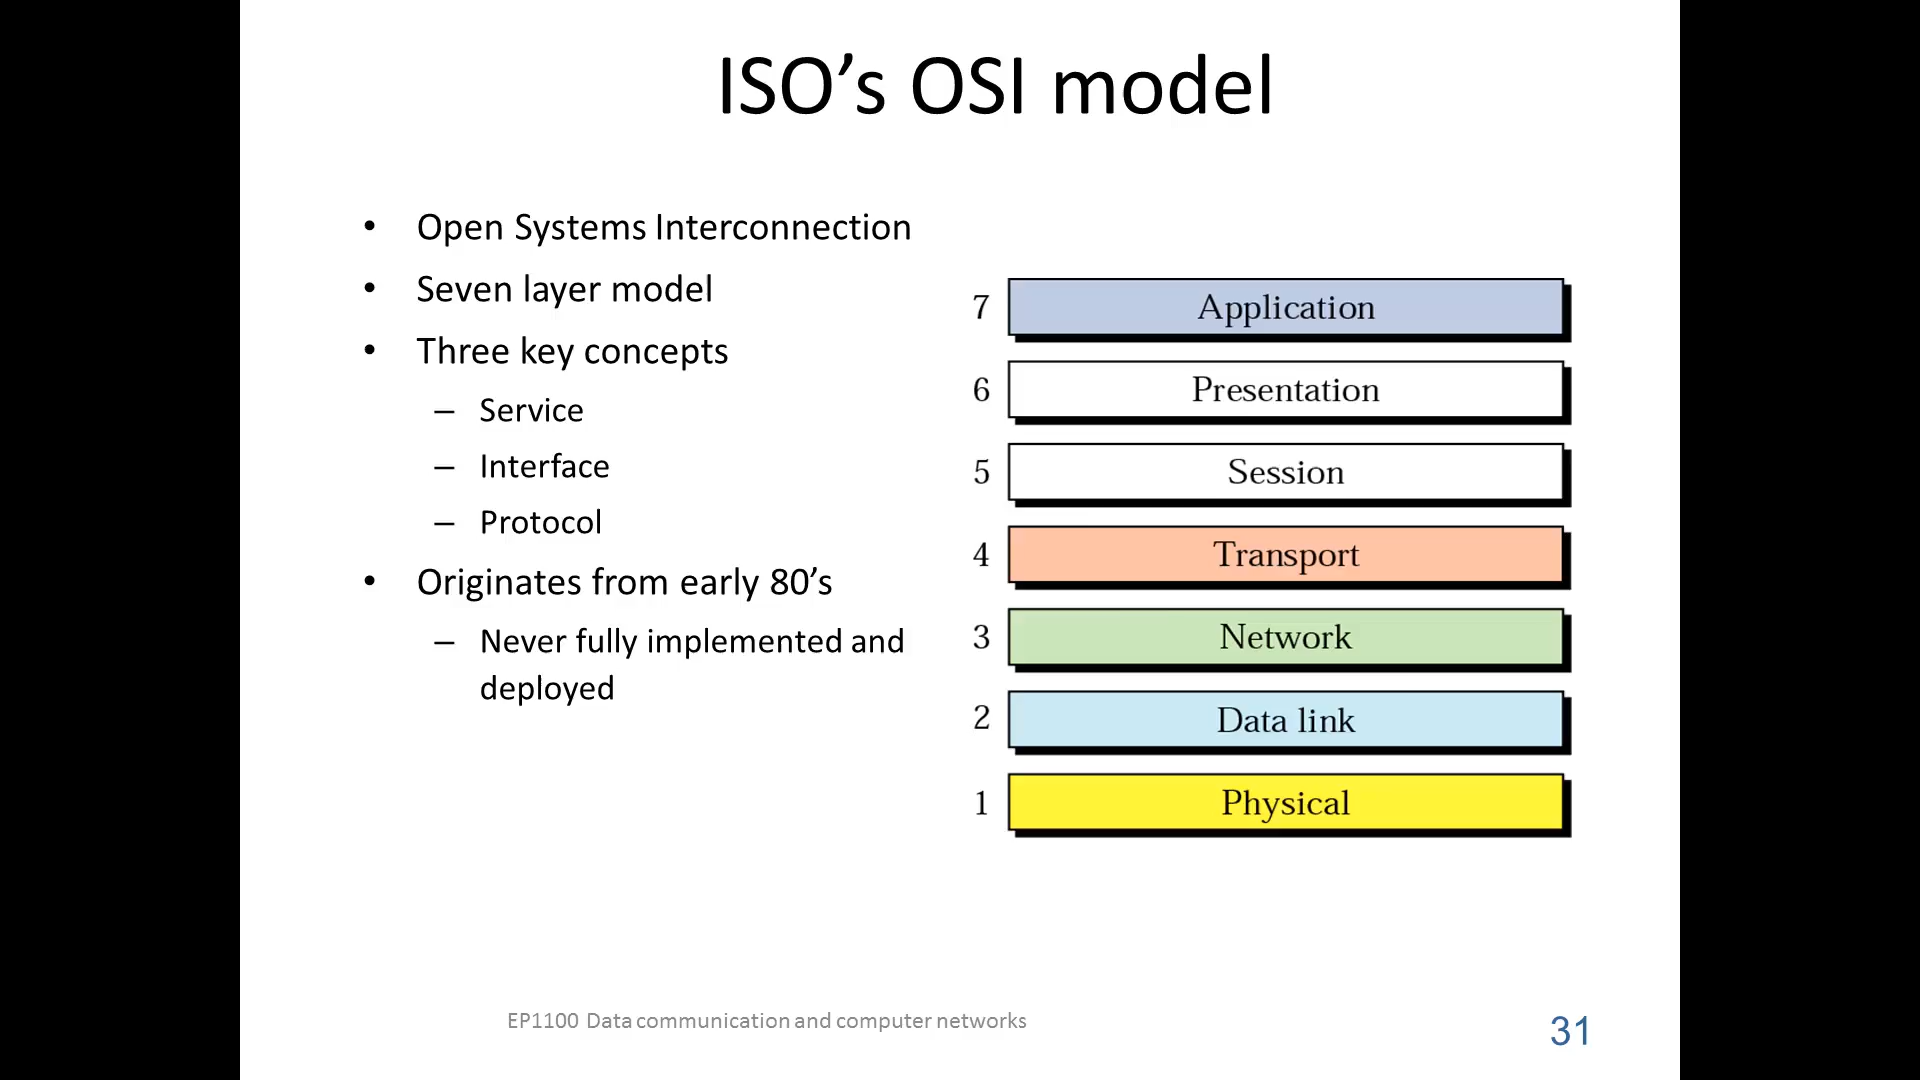 ISO’s OSI model
• Open Systems Interconnection
• Seven layer model
• Three key concepts
– Service
– Interface
– Protocol
• Originates from early 80’s
– Never fully implemented and
deployed
7 Application
6 Presentation
5 Session
4 Transport
3 Network
2 Data link
1 Physical
EP1100 Data communication and computer networks
31